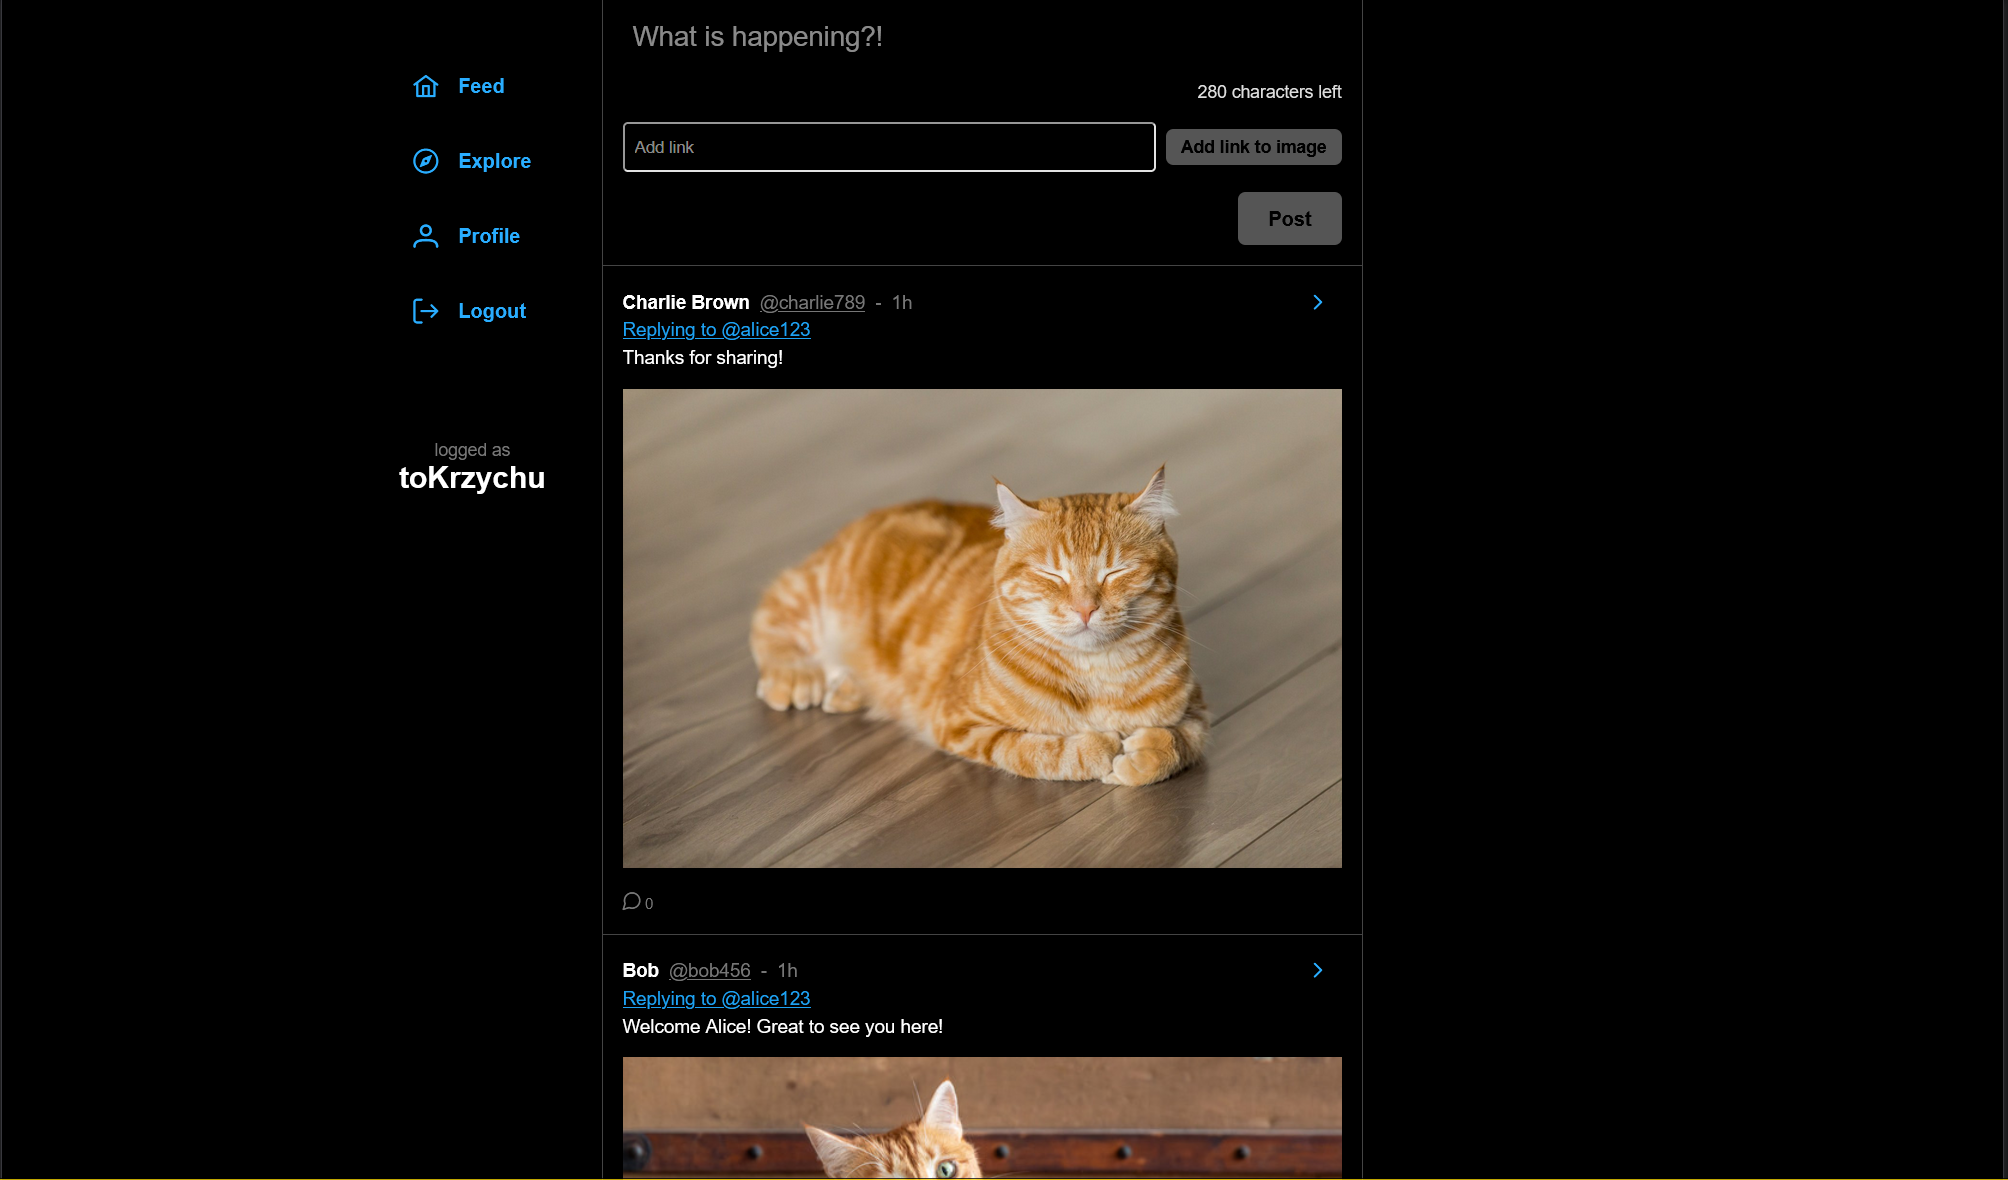 Feed
Explore
Profile
Logout
logged as
toKrzychu
What is happening?!
280 characters left
Add link
Add link to image
Post
Charlie Brown @charlie789 - 1h
Replying to @alice123
Thanks for sharing!
0
Bob @bob456 - 1h
Replying to @alice123
Welcome Alice! Great to see you here!